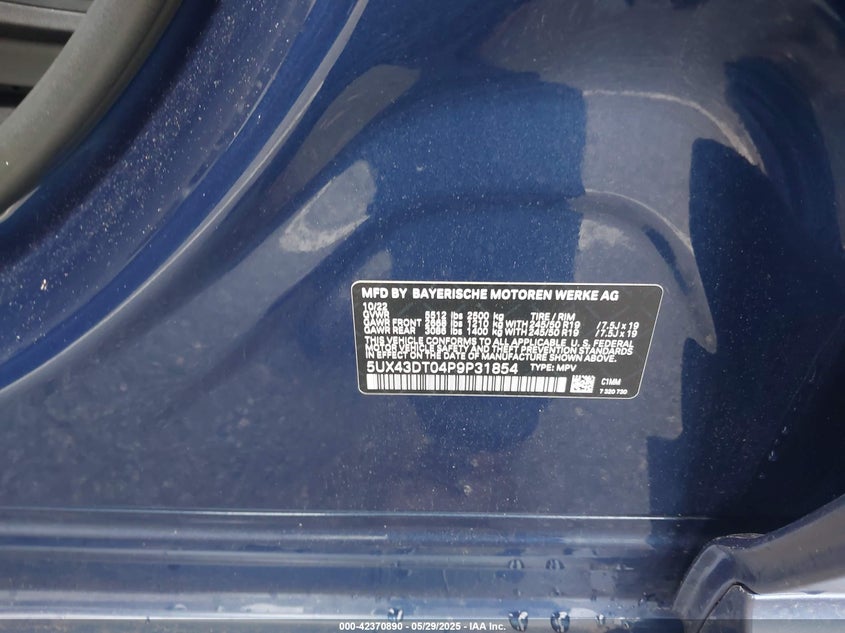 MFD BY BAYERISCHE MOTOREN WERKE AG
10/22
GVWR 5512 lbs 2500 kg TIRE / RIM
GAWR FRONT 2668 lbs 1210 kg WITH 245/50 R19 / 7.5J x 19
GAWR REAR 3086 lbs 1400 kg WITH 245/50 R19 / 7.5J x 19
THIS VEHICLE CONFORMS TO ALL APPLICABLE U. S. FEDERAL
MOTOR VEHICLE SAFETY AND THEFT PREVENTION STANDARDS
IN EFFECT ON THE DATE OF MANUFACTURE SHOWN ABOVE.
5UX43DT04P9P31854 TYPE: MPV
C1MM
7 320 730
000-42370890 - 05/29/2025 - IAA Inc.